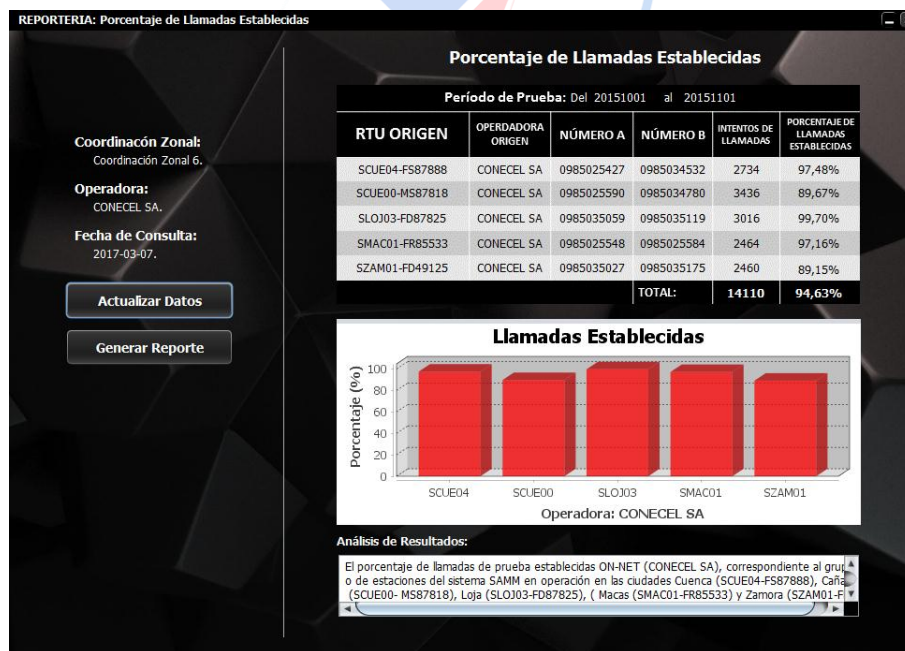 REPORTERIA: Porcentaje de Llamadas Establecidas
Coordinacón Zonal:
Coordinación Zonal 6.
Operadora:
CONECEL SA.
Fecha de Consulta:
2017-03-07.
Actualizar Datos
Generar Reporte
Porcentaje de Llamadas Establecidas
Período de Prueba: Del 20151001 al 20151101
RTU ORIGEN OPERDADORA ORIGEN NÚMERO A NÚMERO B INTENTOS DE LLAMADAS PORCENTAJE DE LLAMADAS ESTABLECIDAS
SCUE04-FS87888 CONECEL SA 0985025427 0985034532 2734 97,48%
SCUE00-MS87818 CONECEL SA 0985025590 0985034780 3436 89,67%
SLOJ03-FD87825 CONECEL SA 0985035059 0985035119 3016 99,70%
SMAC01-FR85533 CONECEL SA 0985025548 0985025584 2464 97,16%
SZAM01-FD49125 CONECEL SA 0985035027 0985035175 2460 89,15%
TOTAL: 14110 94,63%
Llamadas Establecidas
Porcentaje (%)
100
80
60
40
20
0
SCUE04 SCUE00 SLOJ03 SMAC01 SZAM01
Operadora: CONECEL SA
Análisis de Resultados:
El porcentaje de llamadas de prueba establecidas ON-NET (CONECEL SA), correspondiente al grup
o de estaciones del sistema SAMM en operación en las ciudades Cuenca (SCUE04-FS87888), Caña
(SCUE00- MS87818), Loja (SLOJ03-FD87825), ( Macas (SMAC01-FR85533) y Zamora (SZAM01-F